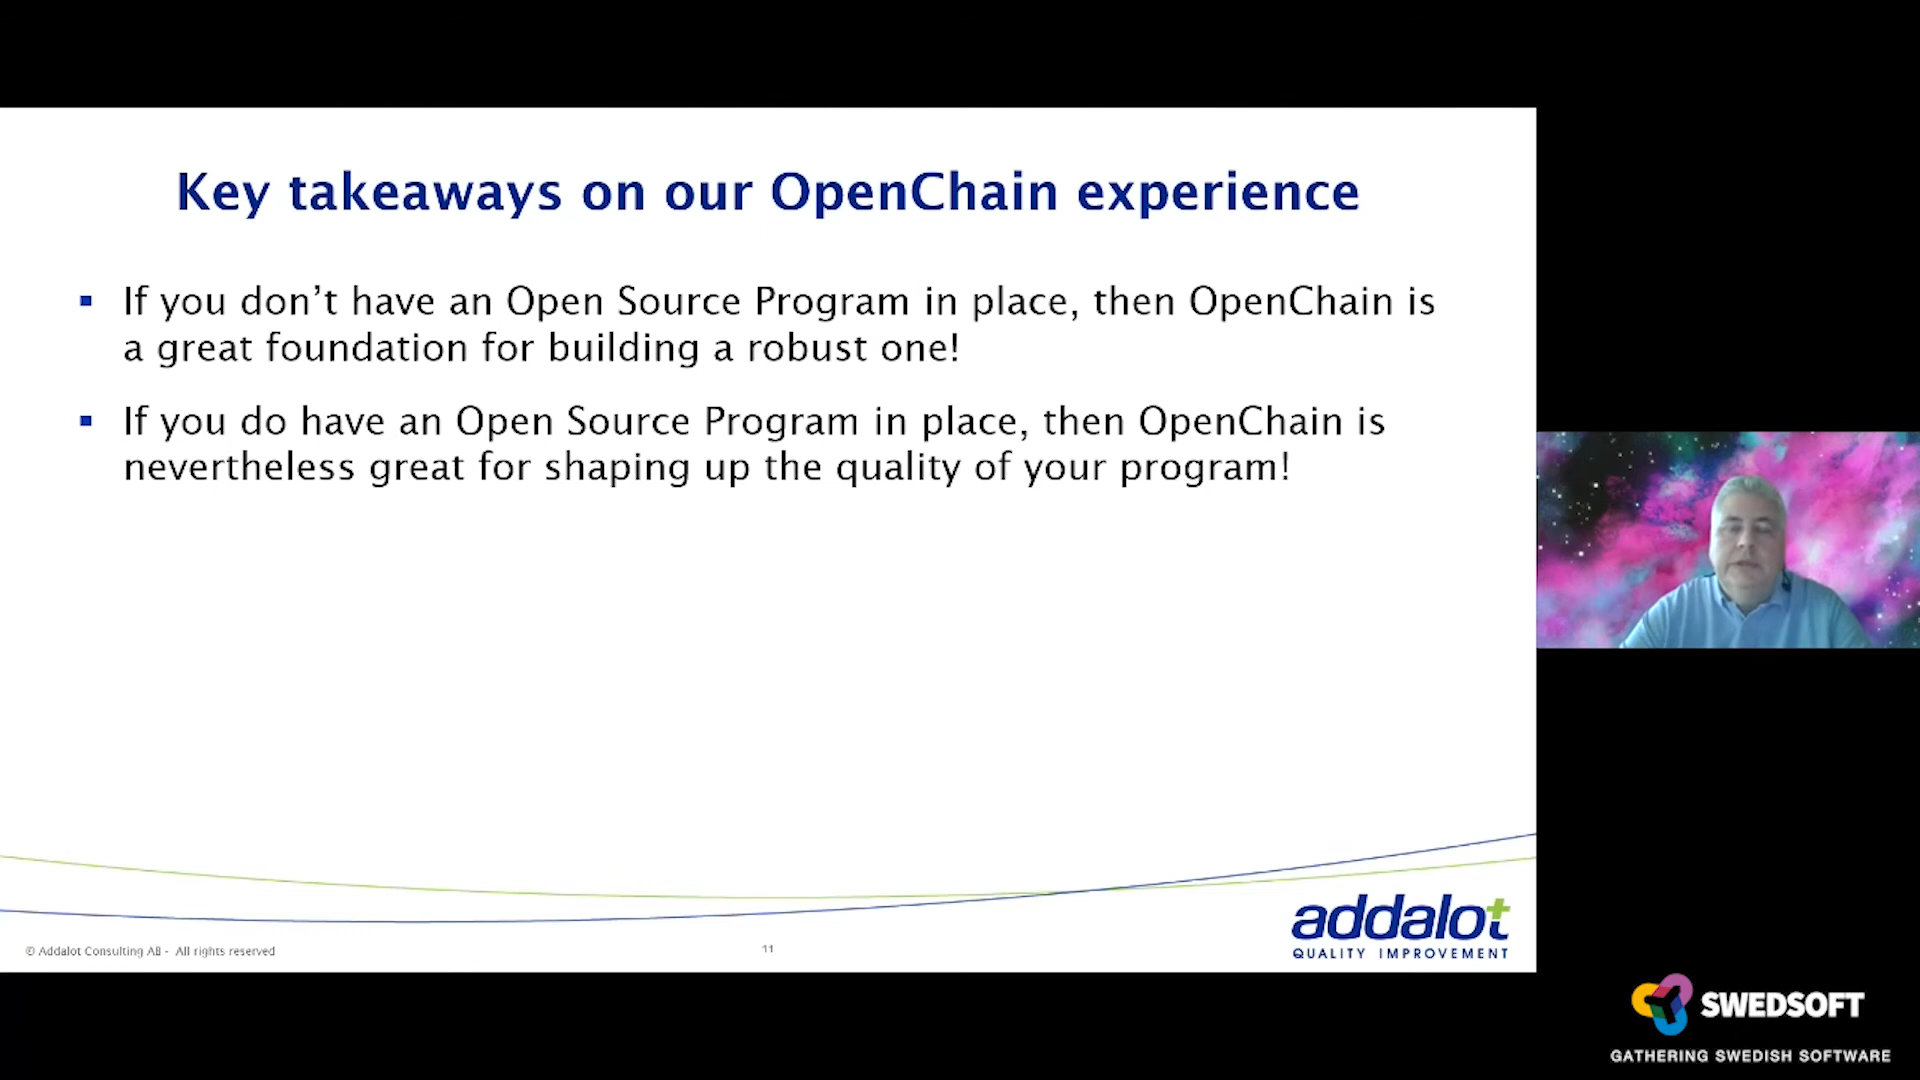 Key takeaways on our OpenChain experience
▪ If you don’t have an Open Source Program in place, then OpenChain is
a great foundation for building a robust one!
▪ If you do have an Open Source Program in place, then OpenChain is
nevertheless great for shaping up the quality of your program!
© Addalot Consulting AB - All rights reserved
11
addalot
QUALITY IMPROVEMENT
SWEDSOFT
GATHERING SWEDISH SOFTWARE